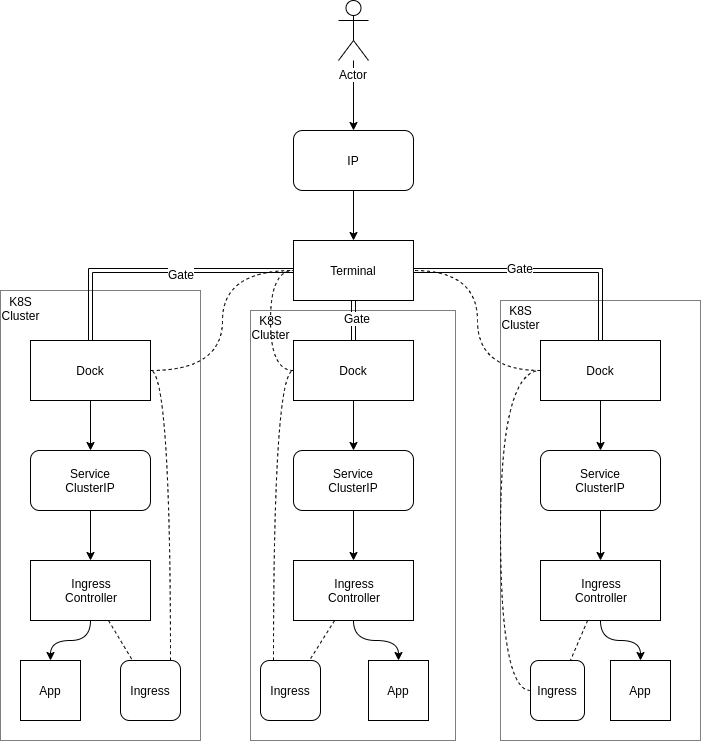 Actor
IP
Terminal
Gate
Gate
Gate
K8S
Cluster
K8S
Cluster
K8S
Cluster
Dock
Dock
Dock
Service
ClusterIP
Service
ClusterIP
Service
ClusterIP
Ingress
Controller
Ingress
Controller
Ingress
Controller
App
Ingress
Ingress
App
Ingress
App